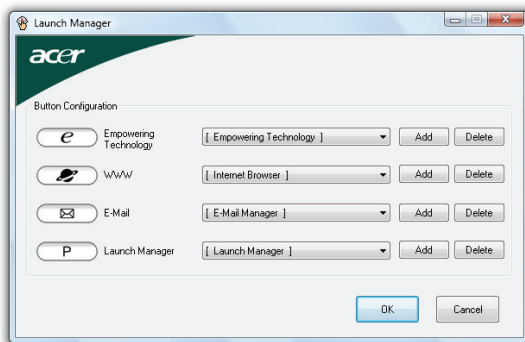 Launch Manager
acer
Button Configuration
e Empowering Technology [ Empowering Technology ] Add Delete
WWW [ Internet Browser ] Add Delete
E-Mail [ E-Mail Manager ] Add Delete
P Launch Manager [ Launch Manager ] Add Delete
OK Cancel